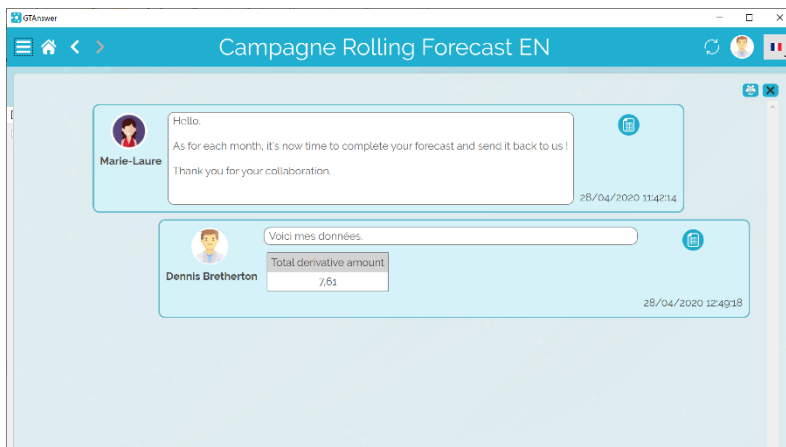 GTAnswer
Campagne Rolling Forecast EN
Hello.
As for each month, it's now time to complete your forecast and send it back to us !
Thank you for your collaboration.
Marie-Laure
28/04/2020 11:42:14
Voici mes données.
Total derivative amount
7,61
Dennis Bretherton
28/04/2020 12:49:18